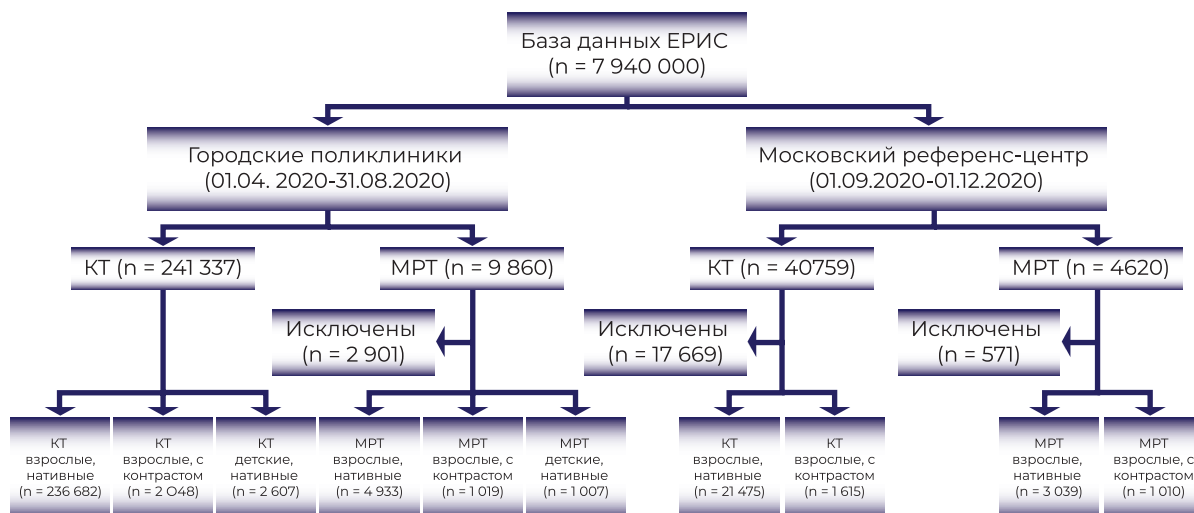 База данных ЕРИС
(n = 7 940 000)
Городские поликлиники
(01.04. 2020-31.08.2020)
Московский референс-центр
(01.09.2020-01.12.2020)
КТ (n = 241 337)
МРТ (n = 9 860)
КТ (n = 40759)
МРТ (n = 4620)
Исключены
(n = 2 901)
Исключены
(n = 17 669)
Исключены
(n = 571)
КТ
взрослые,
нативные
(n = 236 682)
КТ
взрослые, с
контрастом
(n = 2 O48)
КТ
детские,
нативные
(n = 2 607)
МРТ
взрослые,
нативные
(n = 4 933)
МРТ
взрослые, с
контрастом
(n = 1 019)
МРТ
детские,
нативные
(n = 1 007)
КТ
взрослые,
нативные
(n = 21 475)
КТ
взрослые, с
контрастом
(n = 1 615)
МРТ
взрослые,
нативные
(n = 3 039)
МРТ
взрослые, с
контрастом
(n = 1 010)